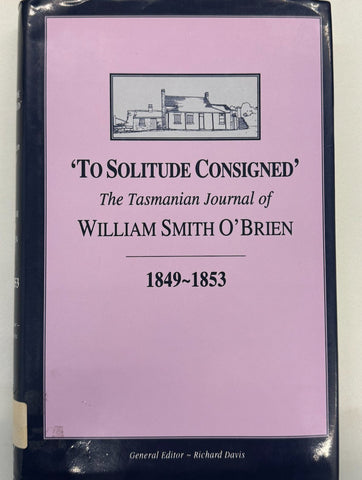 ‘TO SOLITUDE CONSIGNED’
The Tasmanian Journal of
WILLIAM SMITH O’BRIEN
1849~1853
General Editor ~ Richard Davis